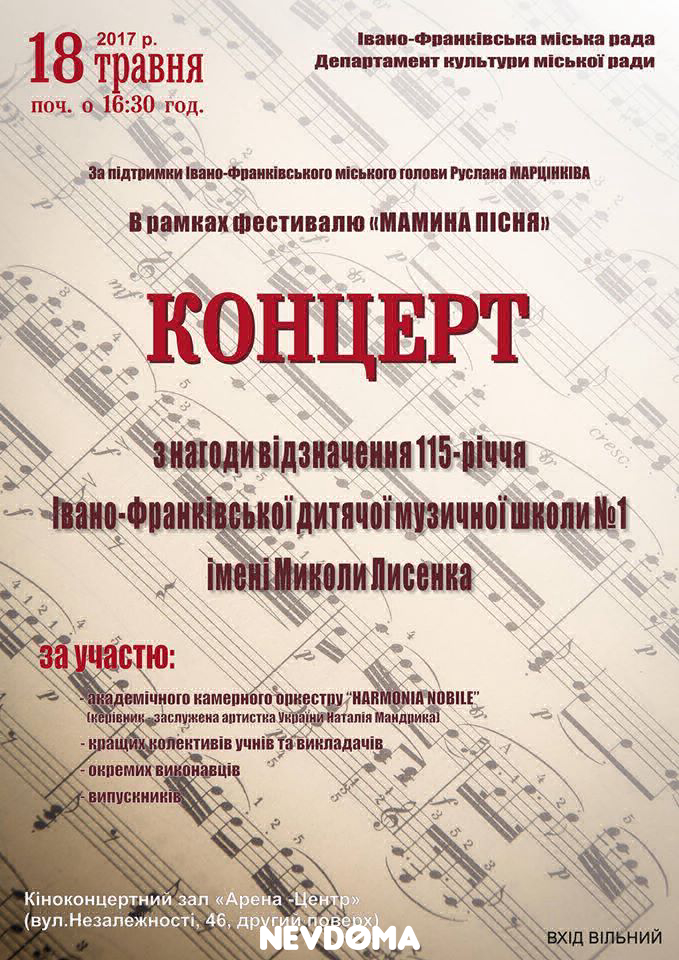 2017 р.
18 травня
поч. о 16:30 год.
Івано-Франківська міська рада
Департамент культури міської ради
За підтримки Івано-Франківського міського голови Руслана МАРЦІНКІВА
В рамках фестивалю «МАМИНА ПІСНЯ»
КОНЦЕРТ
з нагоди відзначення 115-річчя
Івано-Франківської дитячої музичної школи №1
імені Миколи Лисенка
за участю:
- академічного камерного оркестру “HARMONIA NOBILE”
(керівник -заслужена артистка України Наталія Мандрика)
- кращих колективів учнів та викладачів
- окремих виконавців
- випускників
Кіноконцертний зал «Арена -Центр»
(вул.Незалежності, 46, другий поверх)
NEVDOMA
ВХІД ВІЛЬНИЙ
mf
cresc.